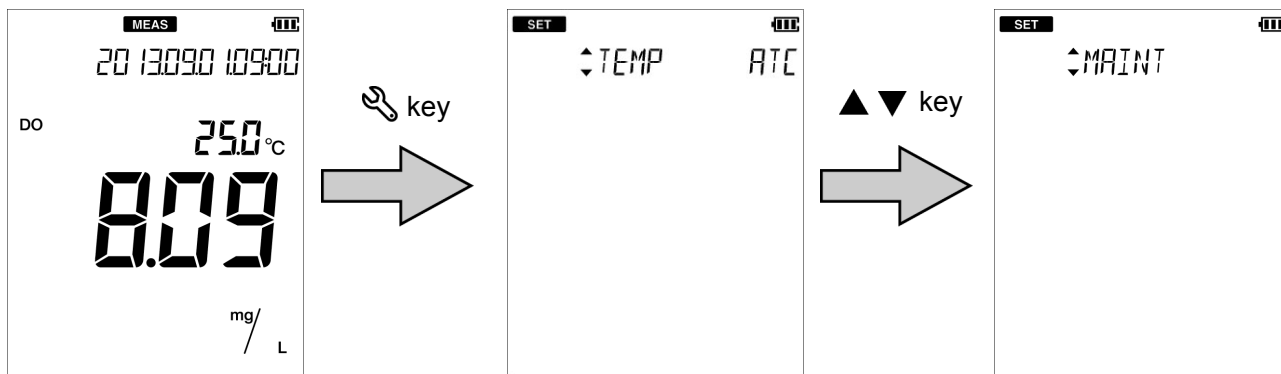 MEAS
2013.09.01.09:00
DO
25.0 °C
8.09
mg/L
key
SET
TEMP ATC
▲ ▼ key
SET
MAINT